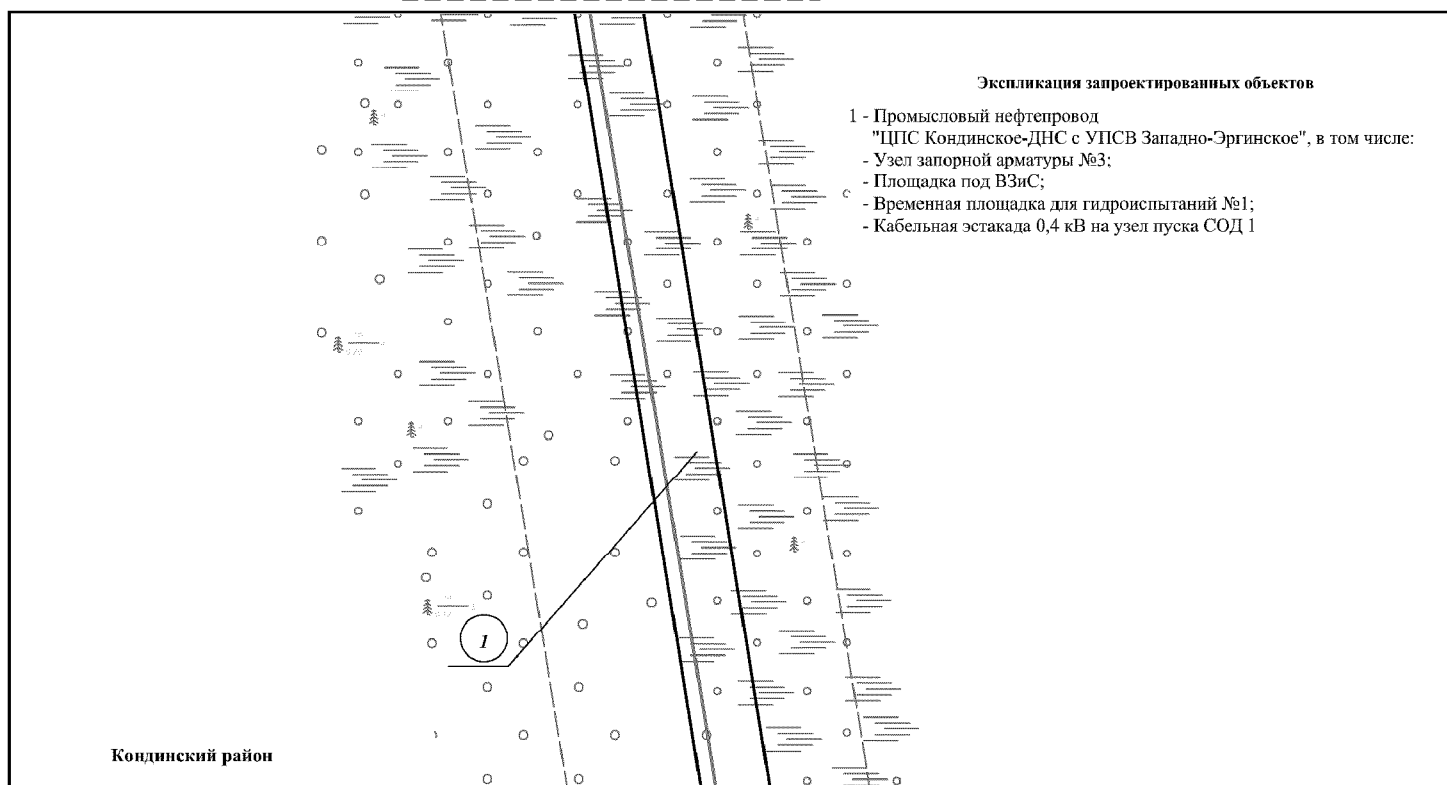 Экспликация запроектированных объектов
1 - Промысловый нефтепровод
"ЦПС Кондинское-ДНС с УПСВ Западно-Эргинское", в том числе:
- Узел запорной арматуры №3;
- Площадка под ВЗиС;
- Временная площадка для гидроиспытаний №1;
- Кабельная эстакада 0,4 кВ на узел пуска СОД 1
1
Кондинский район